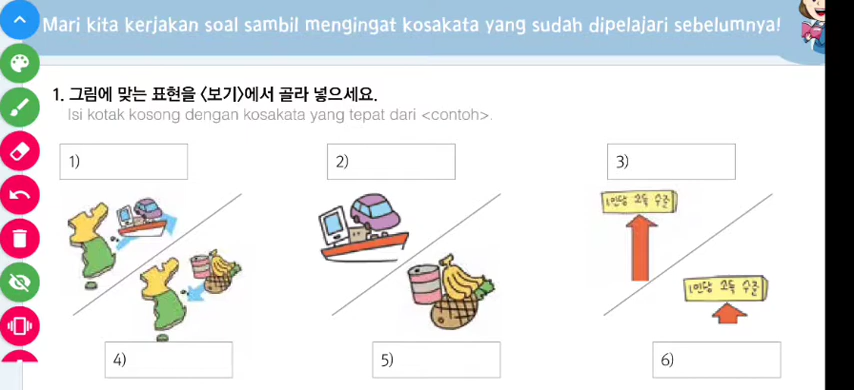 Mari kita kerjakan soal sambil mengingat kosakata yang sudah dipelajari sebelumnya!
1. 그림에 맞는 표현을 <보기>에서 골라 넣으세요.
Isi kotak kosong dengan kosakata yang tepat dari <contoh>.
1)
2)
3)
1인당 소득 수준
1인당 소득 수준
4)
5)
6)